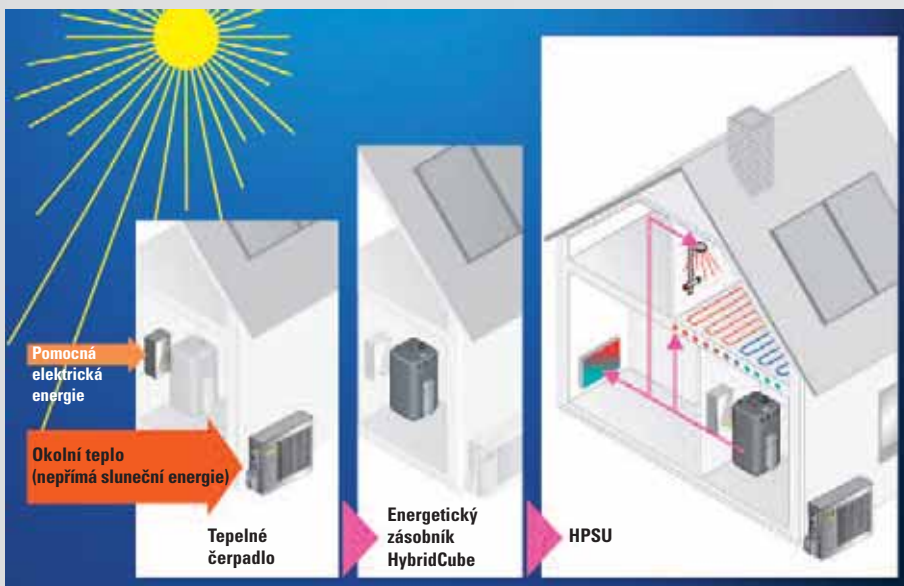 Pomocná
elektrická
energie
Okolní teplo
(nepřímá sluneční energie)
Tepelné
čerpadlo
Energetický
zásobník
HybridCube
HPSU